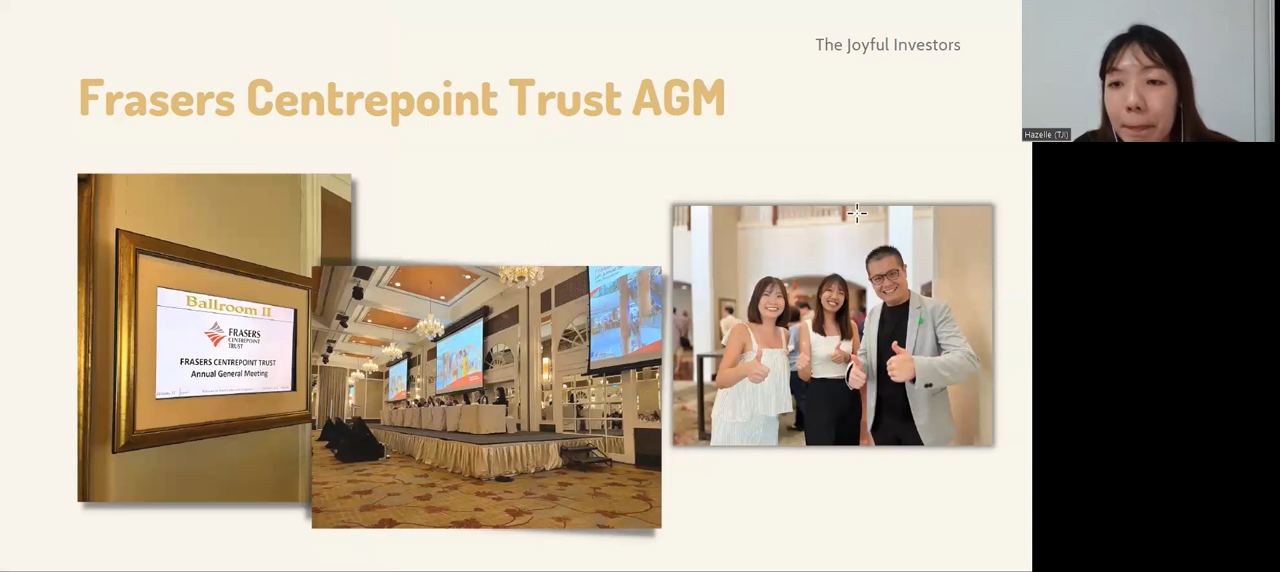 The Joyful Investors
Frasers Centrepoint Trust AGM
Hazelle (TJI)
Ballroom II
FRASERS
CENTREPOINT
TRUST
FRASERS CENTREPOINT TRUST
Annual General Meeting